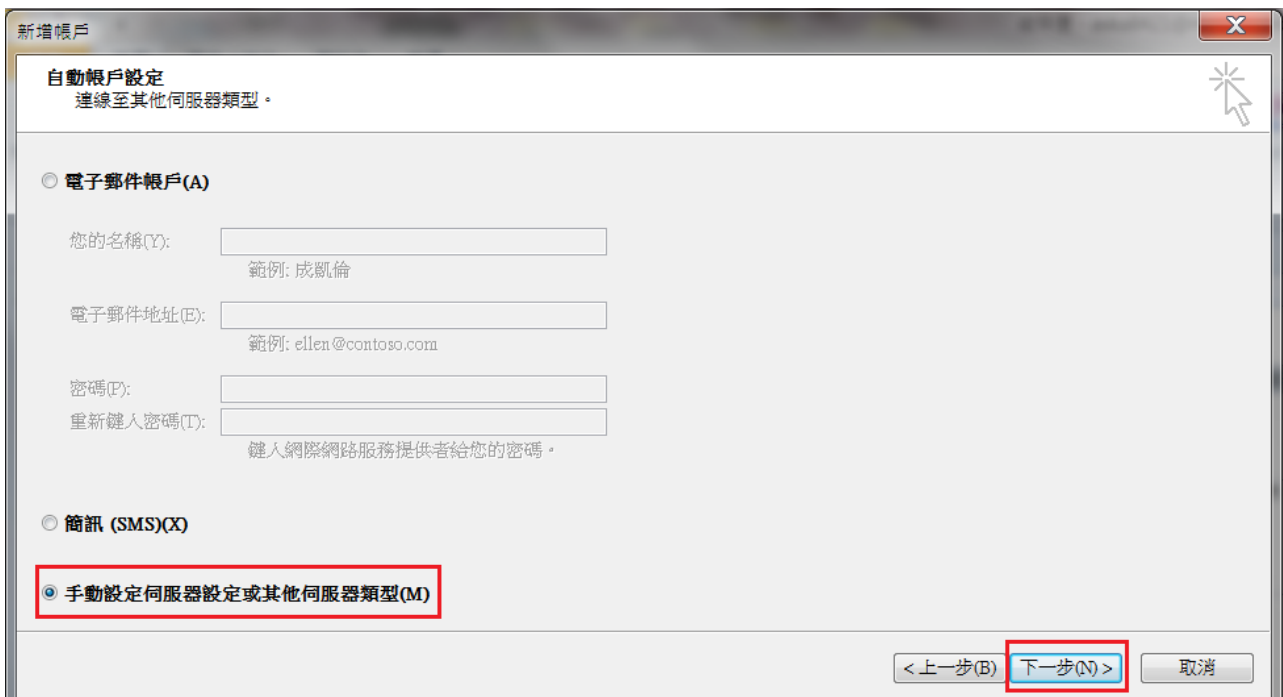 新增帳戶
自動帳戶設定
連線至其他伺服器類型。
電子郵件帳戶(A)
您的名稱(Y):
範例: 成凱倫
電子郵件地址(E):
範例: ellen@contoso.com
密碼(P):
重新鍵入密碼(T):
鍵入網際網路服務提供者給您的密碼。
簡訊 (SMS)(X)
手動設定伺服器設定或其他伺服器類型(M)
< 上一步(B) 下一步(N) > 取消